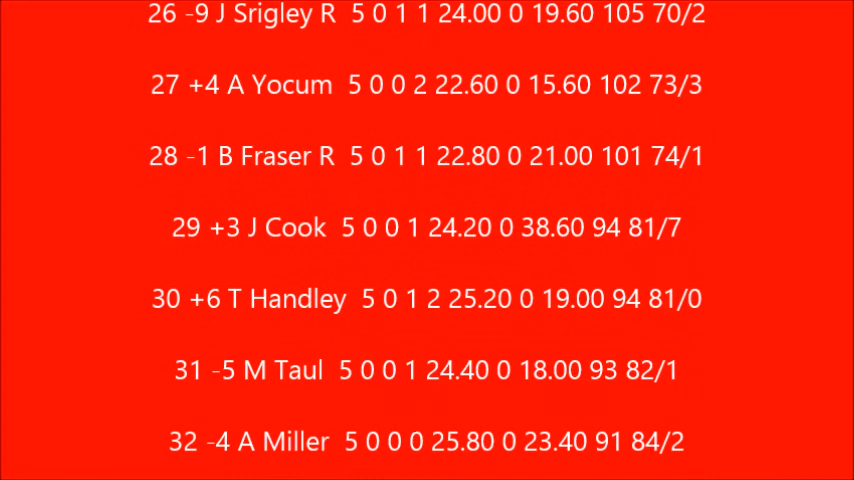 26 -9 J Srigley R 5 0 1 1 24.00 0 19.60 105 70/2
27 +4 A Yocum 5 0 0 2 22.60 0 15.60 102 73/3
28 -1 B Fraser R 5 0 1 1 22.80 0 21.00 101 74/1
29 +3 J Cook 5 0 0 1 24.20 0 38.60 94 81/7
30 +6 T Handley 5 0 1 2 25.20 0 19.00 94 81/0
31 -5 M Taul 5 0 0 1 24.40 0 18.00 93 82/1
32 -4 A Miller 5 0 0 0 25.80 0 23.40 91 84/2